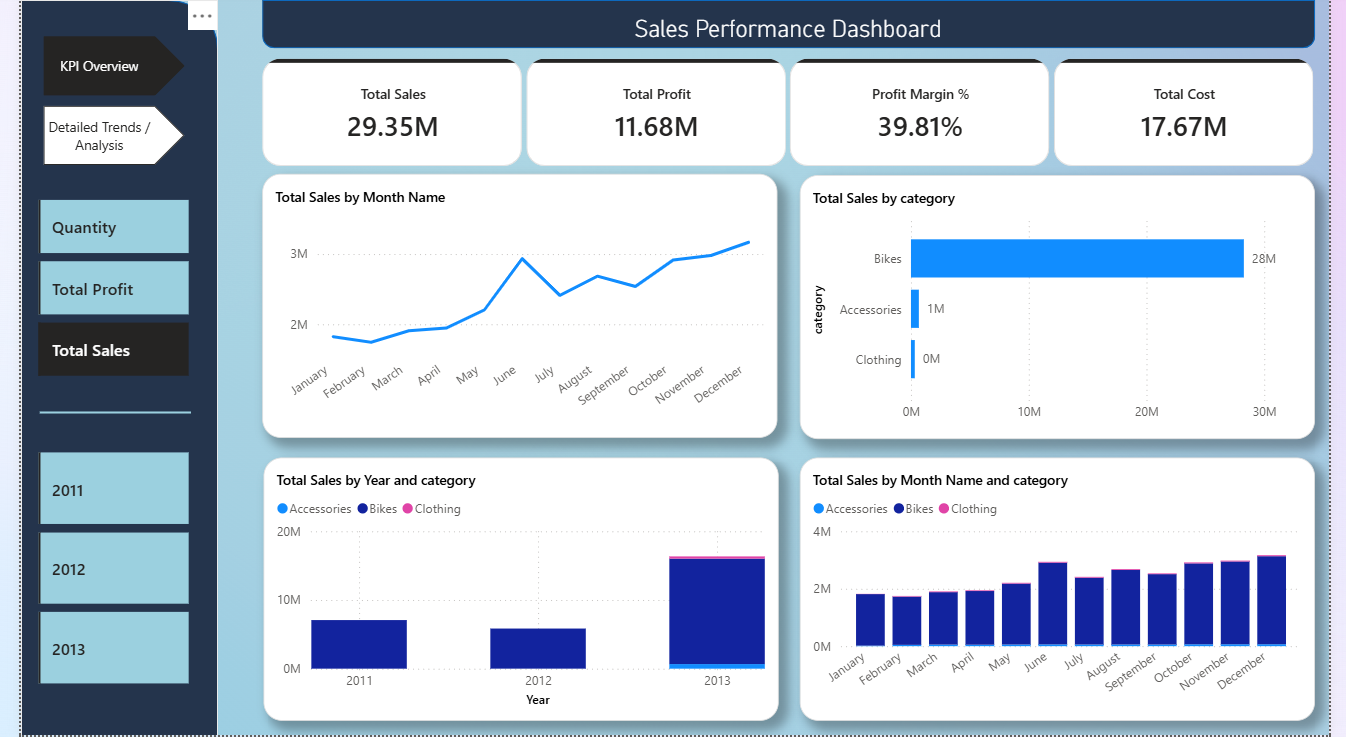 Sales Performance Dashboard
KPI Overview
Detailed Trends /
Analysis
Quantity
Total Profit
Total Sales
2011
2012
2013
Total Sales
29.35M
Total Profit
11.68M
Profit Margin %
39.81%
Total Cost
17.67M
Total Sales by Month Name
3M
2M
January
February
March
April
May
June
July
August
September
October
November
December
Total Sales by category
category
Bikes
28M
Accessories
1M
Clothing
0M
0M
10M
20M
30M
Total Sales by Year and category
Accessories Bikes Clothing
20M
10M
0M
2011
2012
2013
Year
Total Sales by Month Name and category
Accessories Bikes Clothing
4M
2M
0M
January
February
March
April
May
June
July
August
September
October
November
December